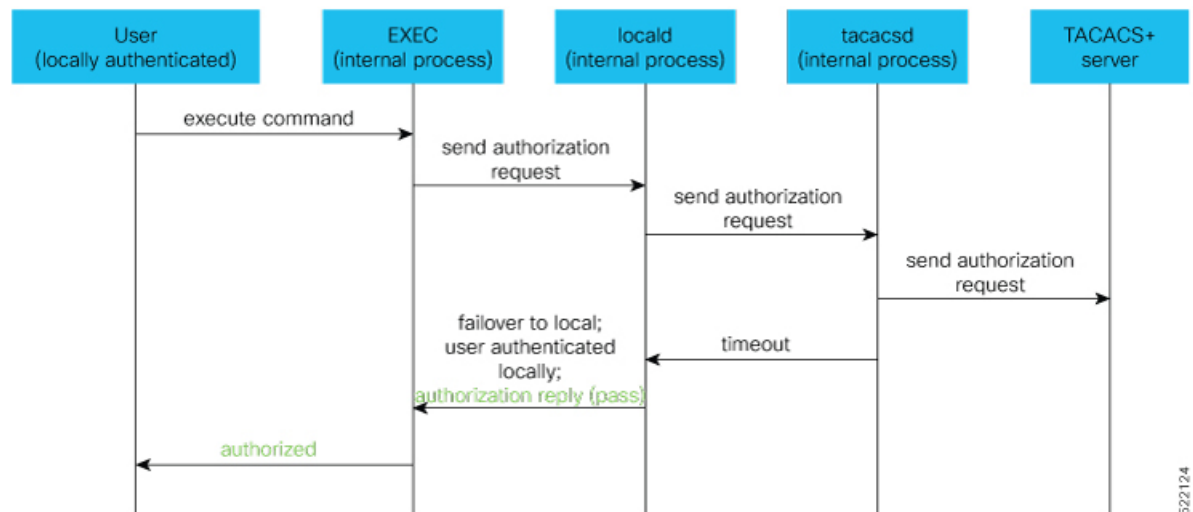 User
(locally authenticated)
EXEC
(internal process)
locald
(internal process)
tacacsd
(internal process)
TACACS+
server
execute command
send authorization
request
send authorization
request
send authorization
request
timeout
failover to local;
user authenticated
locally;
authorization reply (pass)
authorized
522124